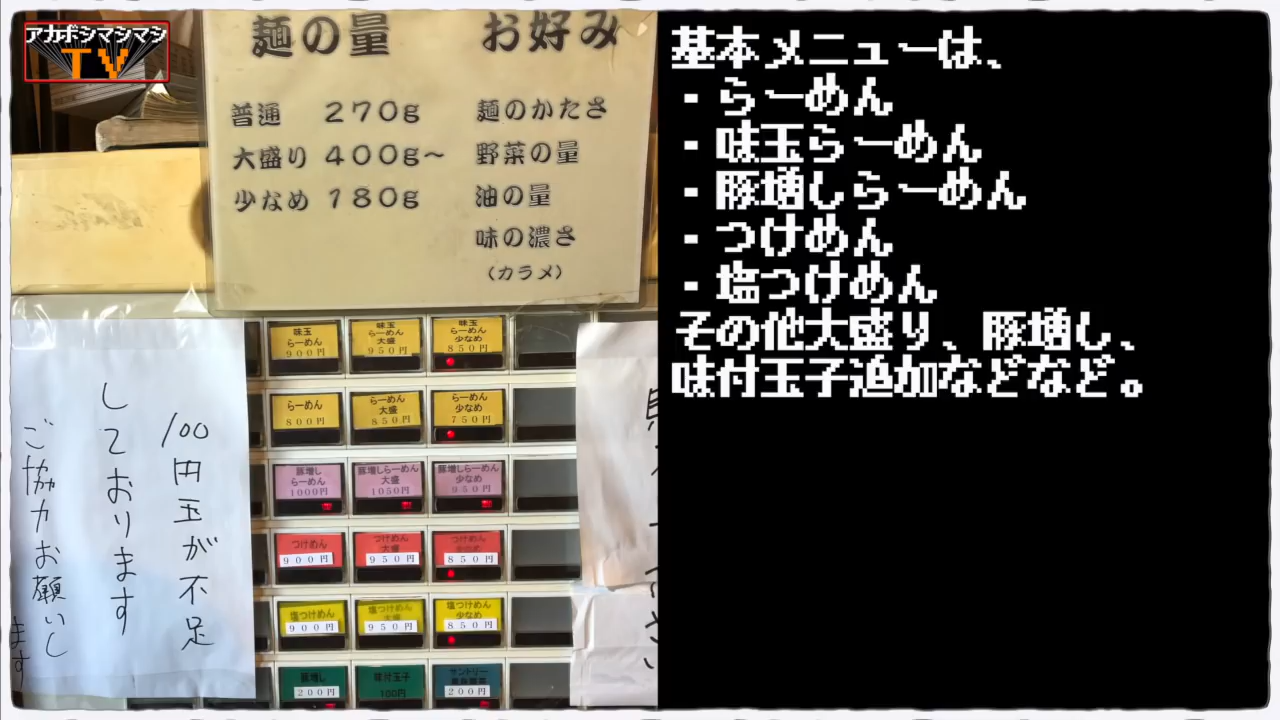 アカボシマシマシ
TV
麺の量
お好み
普通 270g
大盛り 400g～
少なめ 180g
麺のかたさ
野菜の量
油の量
味の濃さ
（カラメ）
味玉
らーめん
900円
味玉
らーめん
大盛
950円
味玉
らーめん
少なめ
850円
らーめん
800円
らーめん
大盛
850円
らーめん
少なめ
750円
豚増し
らーめん
1000円
豚増しらーめん
大盛
1050円
豚増しらーめん
少なめ
950円
つけめん
900円
つけめん
大盛
950円
つけめん
850円
塩つけめん
900円
塩つけめん
大盛
950円
塩つけめん
少なめ
850円
豚増し
200円
味付玉子
100円
サントリー
200円
100円玉が不足
しております
ご協力お願いし
ます
基本メニューは、
・らーめん
・味玉らーめん
・豚増しらーめん
・つけめん
・塩つけめん
その他大盛り、豚増し、
味付玉子追加などなど。